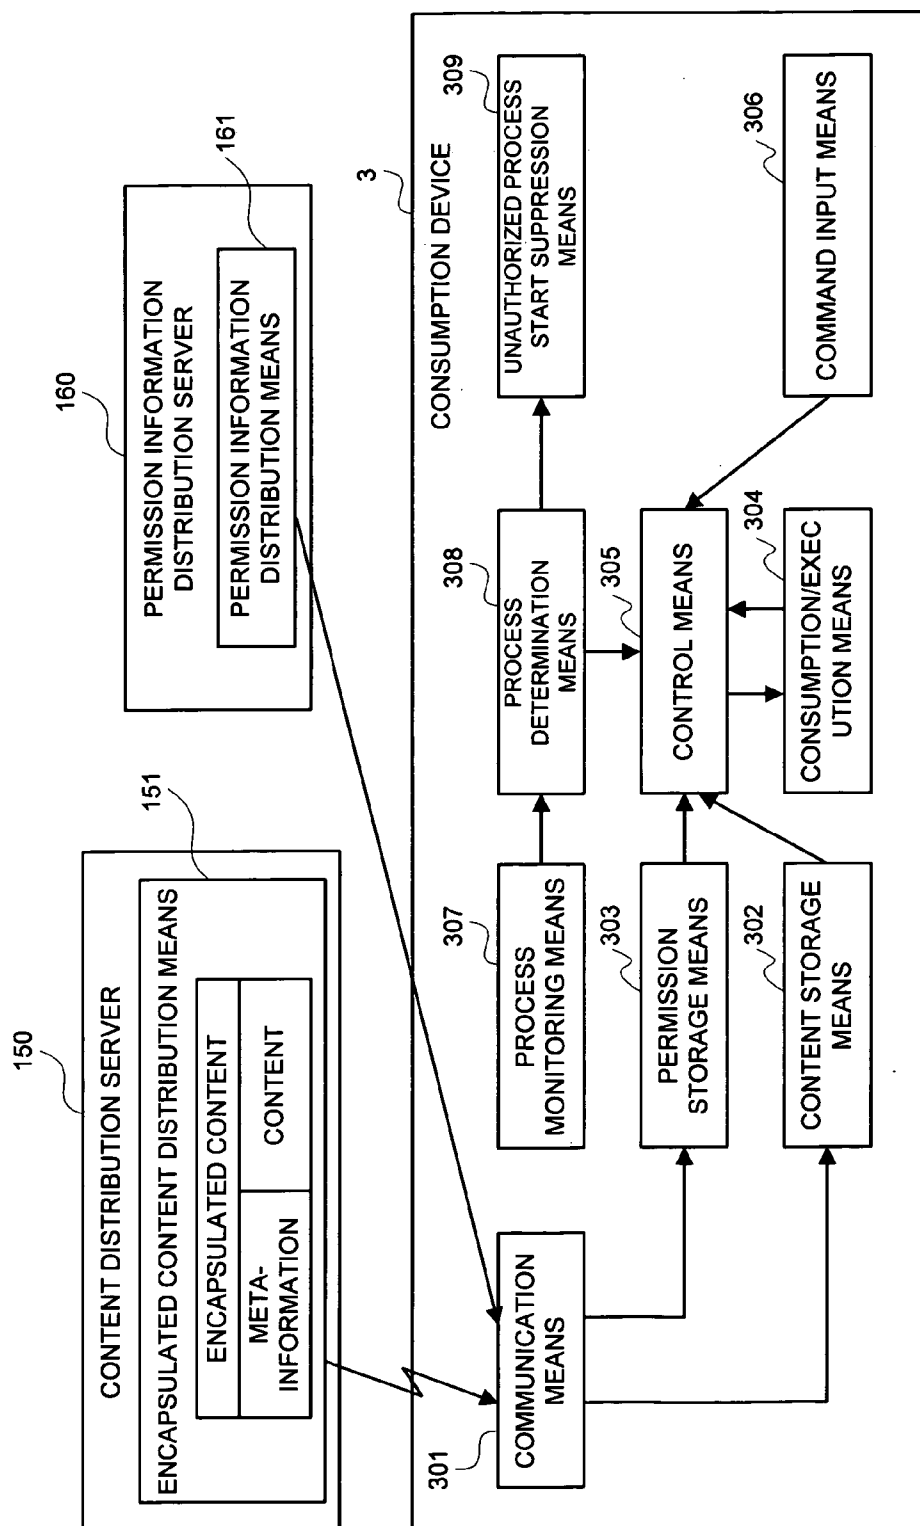 150
CONTENT DISTRIBUTION SERVER
151
ENCAPSULATED CONTENT DISTRIBUTION MEANS
ENCAPSULATED CONTENT
META-
INFORMATION
CONTENT
160
PERMISSION INFORMATION
DISTRIBUTION SERVER
161
PERMISSION INFORMATION
DISTRIBUTION MEANS
3
CONSUMPTION DEVICE
301
COMMUNICATION
MEANS
307
PROCESS
MONITORING MEANS
308
PROCESS
DETERMINATION
MEANS
309
UNAUTHORIZED PROCESS
START SUPPRESSION
MEANS
303
PERMISSION
STORAGE MEANS
305
CONTROL MEANS
302
CONTENT STORAGE
MEANS
304
CONSUMPTION/EXEC
UTION MEANS
306
COMMAND INPUT MEANS